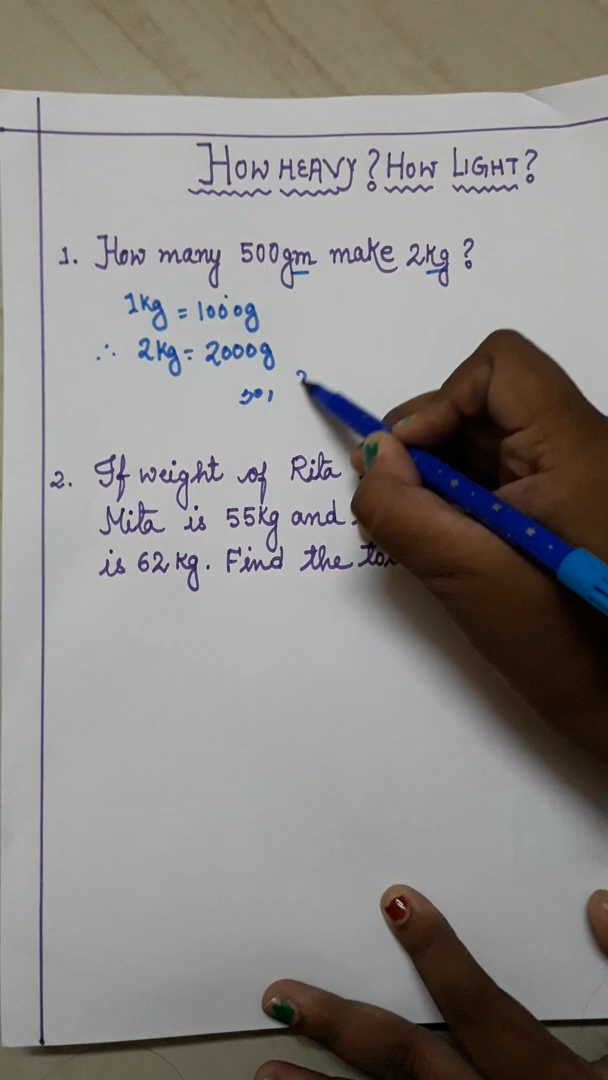 HOW HEAVY? HOW LIGHT?
1. How many 500gm make 2kg?
1kg = 1000g
∴ 2kg = 2000g
2. If weight of Rita
Mita is 55kg and
is 62 kg. Find the